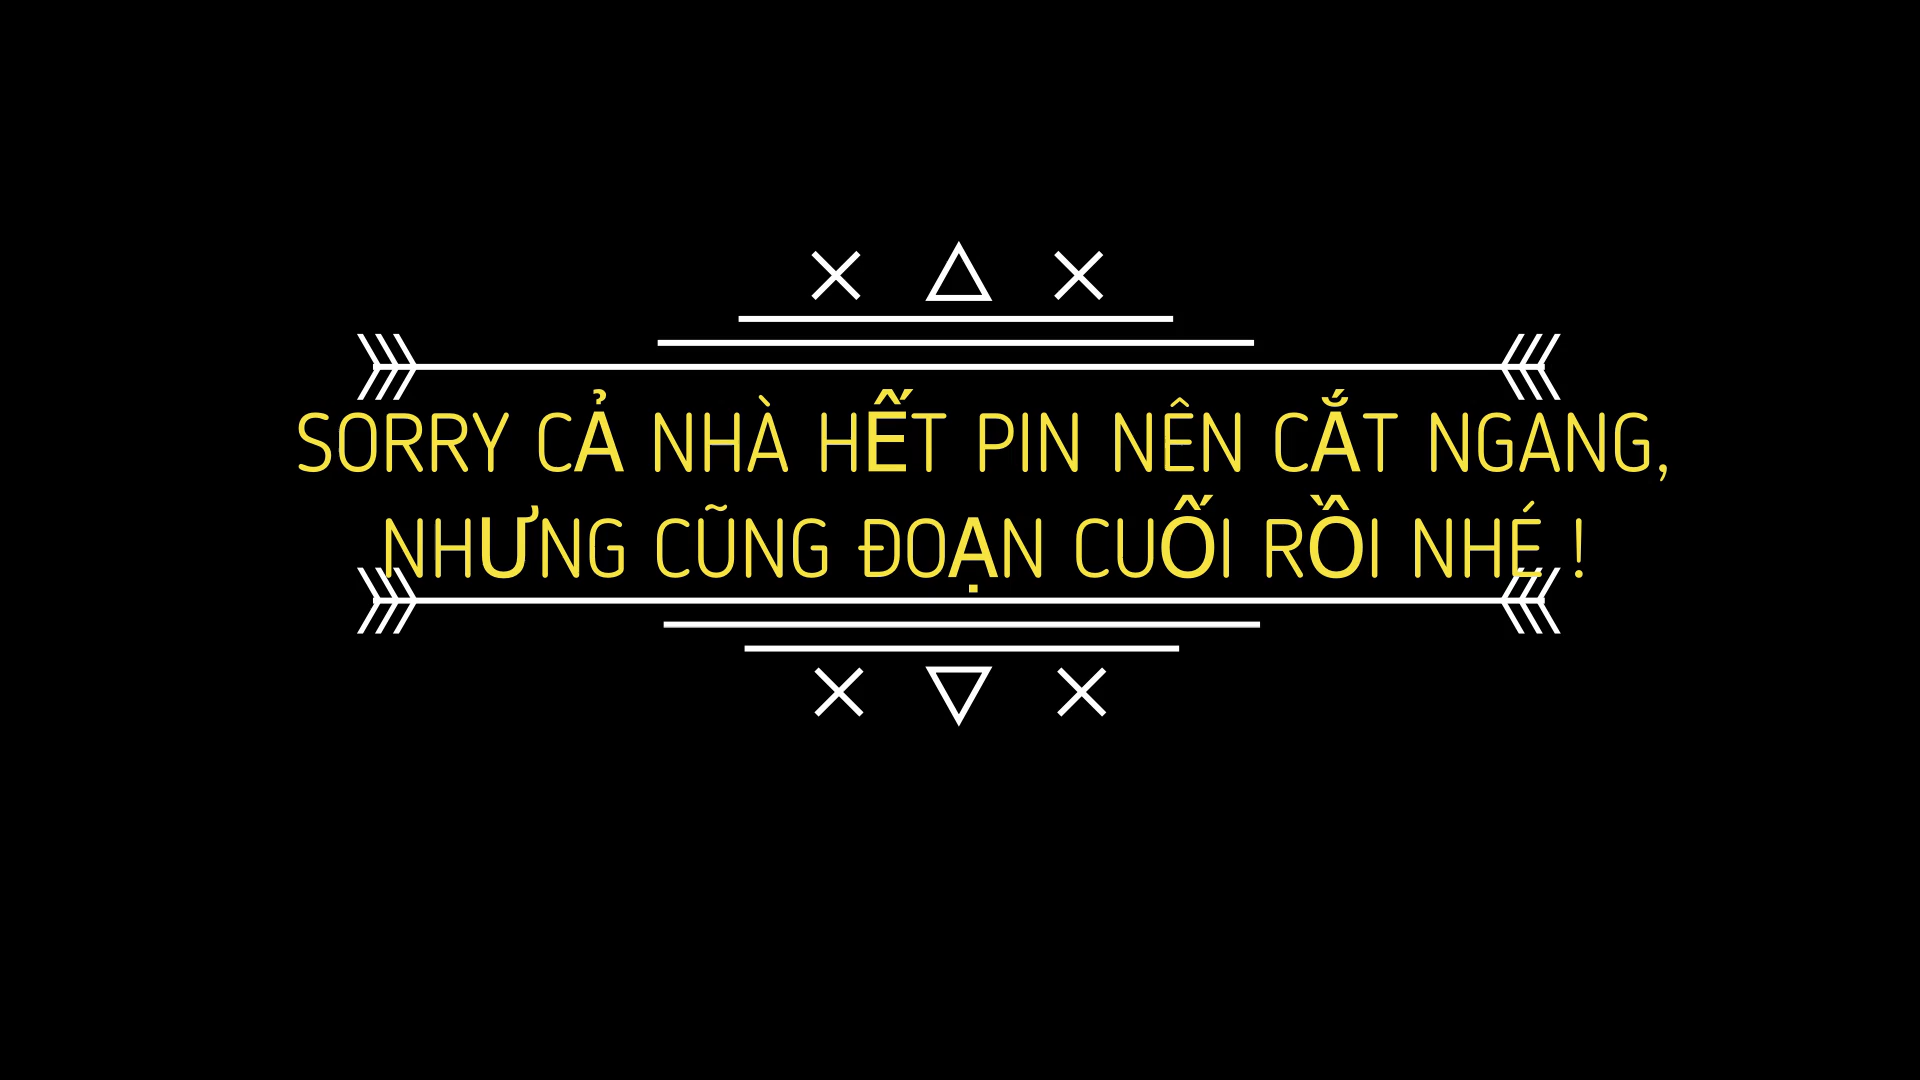 SORRY CẢ NHÀ HẾT PIN NÊN CẮT NGANG,
NHƯNG CŨNG ĐOẠN CUỐI RỒI NHÉ !